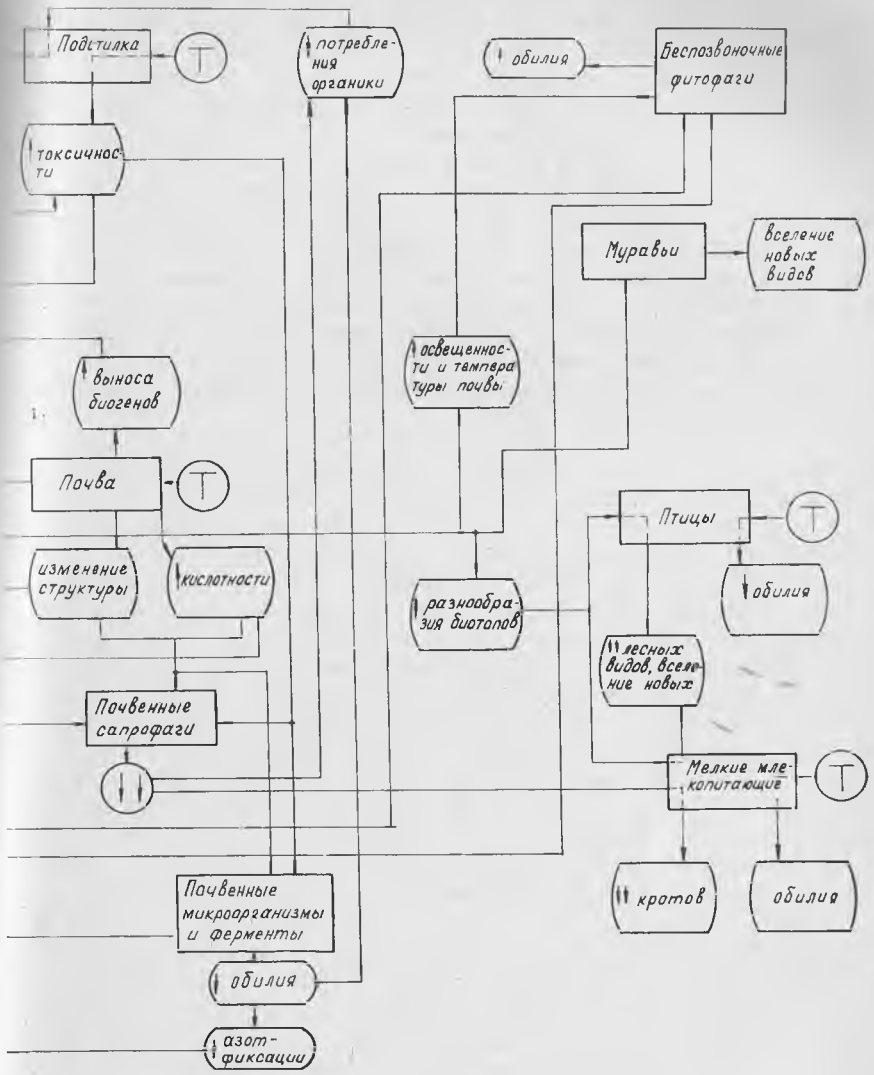 Подстилка
Т
потребле-
ния
органики
обилия
Беспозвоночные
фитофаги
токсичнос-
ти
Муравьи
вселение
новых
видов
освещеннос-
ти и темпера
туры почвы
выноса
биогенов
1.
Почва
Т
Птицы
Т
изменение
структуры
кислотности
разнообра-
зия биотопов
обилия
лесных
видов, вселе-
ние новых
Почвенные
сапрофаги
Мелкие мле-
копитающие
Т
Почвенные
микроорганизмы
и ферменты
кротов
обилия
обилия
азот-
фиксации